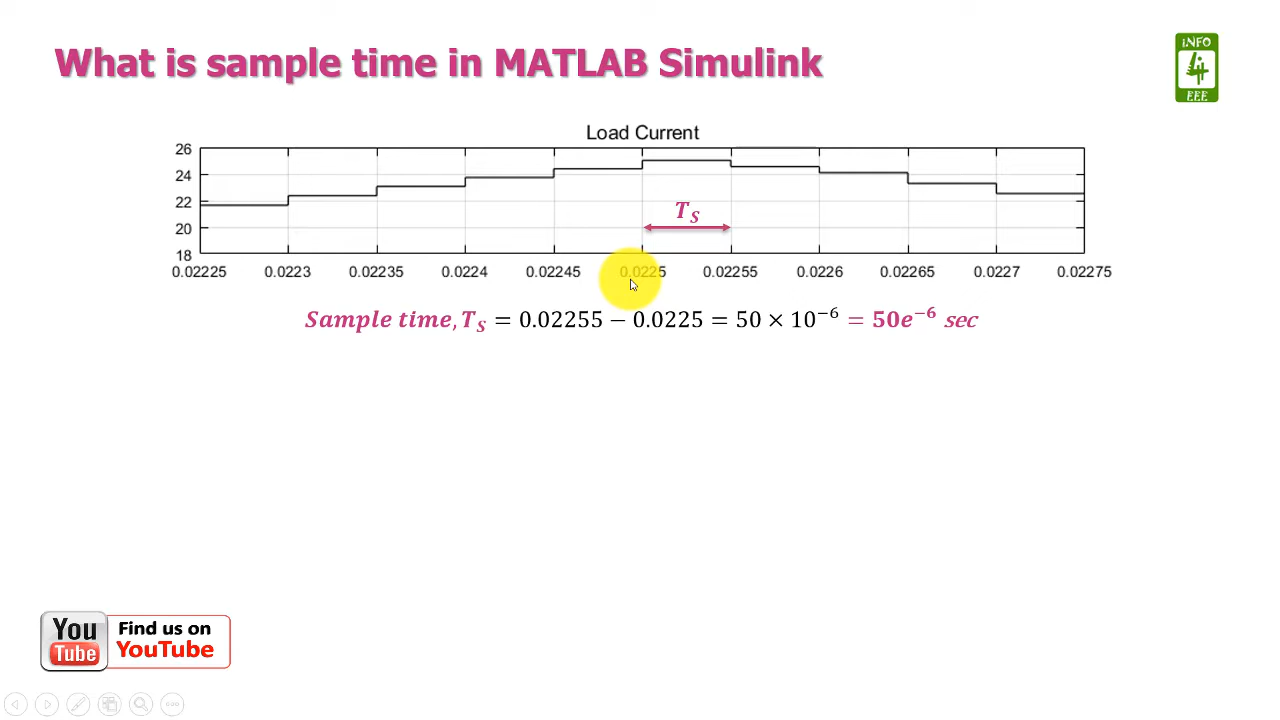 What is sample time in MATLAB Simulink
INFO
EEE
Load Current
26
24
22
20
18
T_S
0.02225 0.0223 0.02235 0.0224 0.02245 0.0225 0.02255 0.0226 0.02265 0.0227 0.02275
Sample time, T_S = 0.02255 − 0.0225 = 50 × 10⁻⁶ = 50e⁻⁶ sec
You Tube
Find us on
YouTube